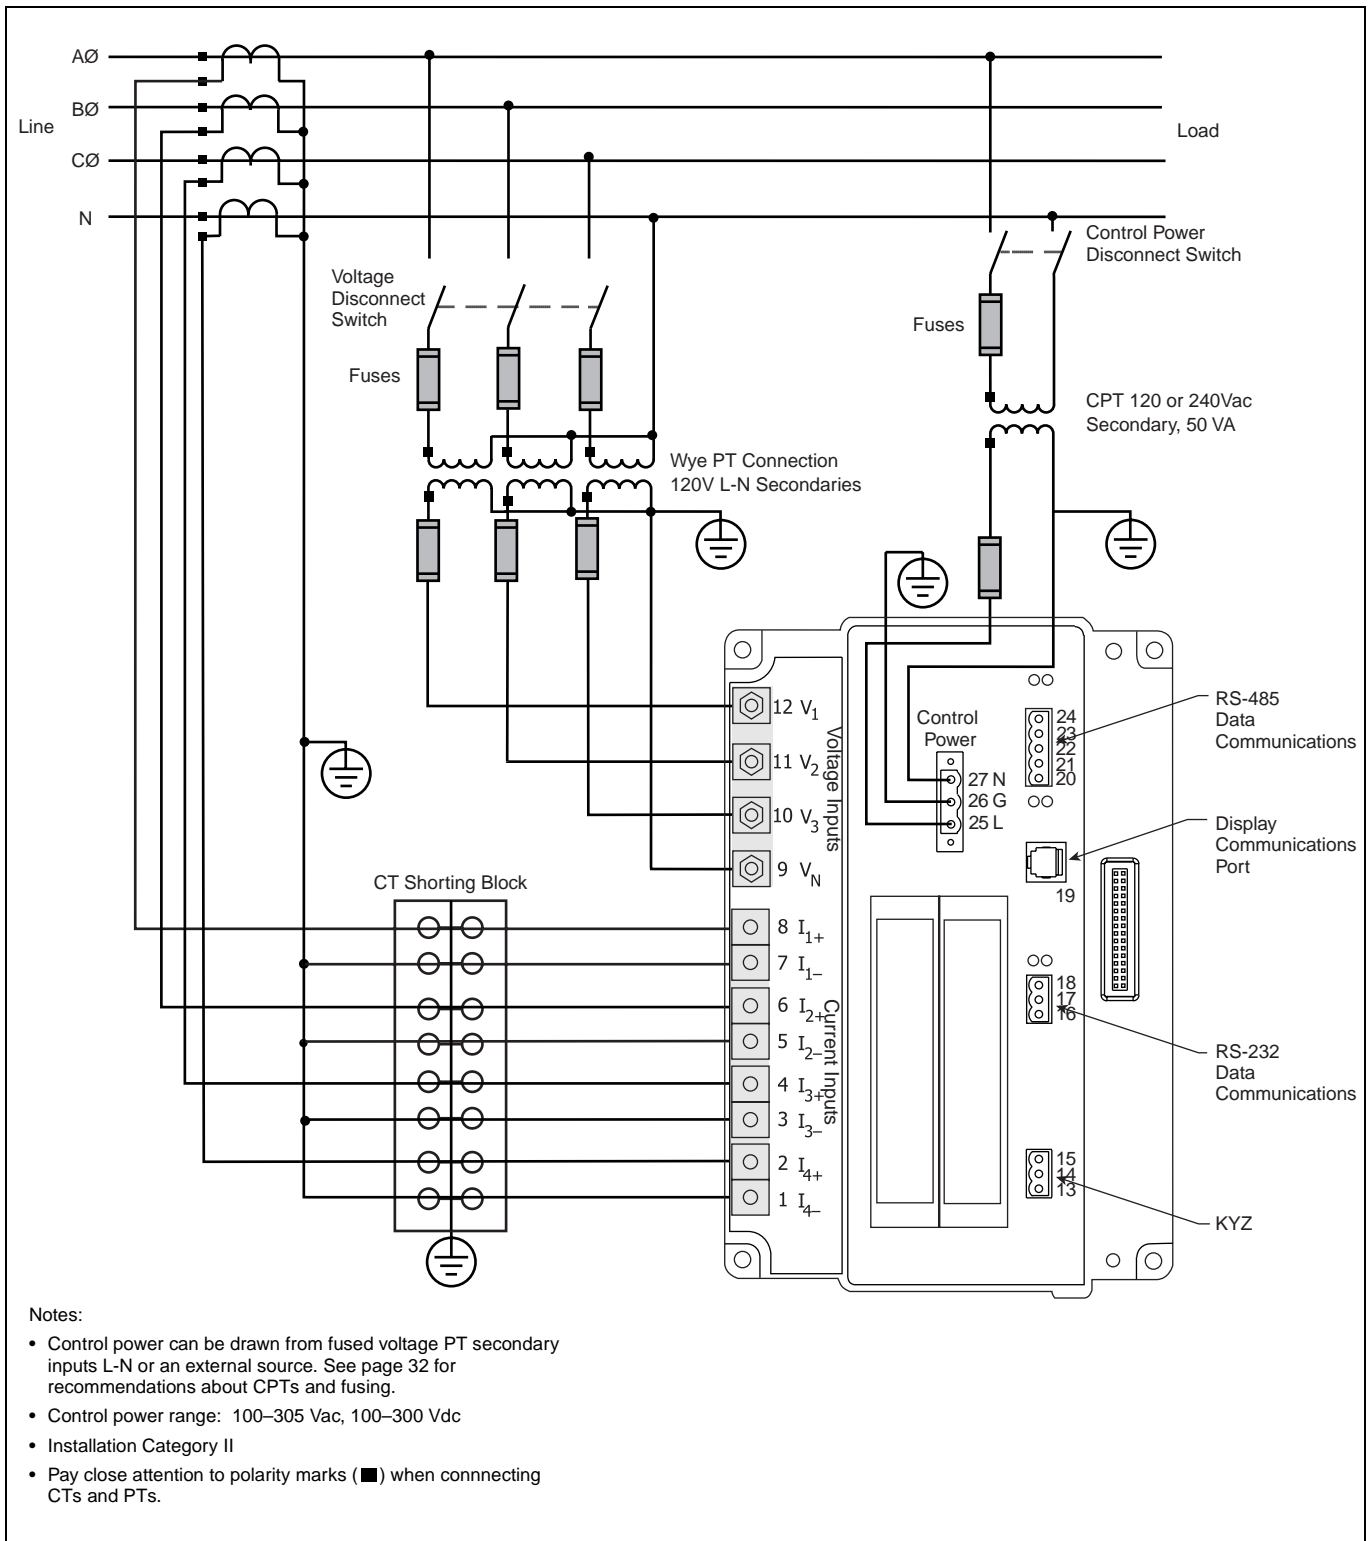 AØ
BØ
Line
Load
CØ
N
Control Power
Disconnect Switch
Voltage
Disconnect
Switch
Fuses
Fuses
CPT 120 or 240Vac
Secondary, 50 VA
Wye PT Connection
120V L-N Secondaries
12 V1
11 V2
10 V3
9 VN
Voltage Inputs
Control
Power
27 N
26 G
25 L
24
23
22
21
20
RS-485
Data
Communications
Display
Communications
Port
19
CT Shorting Block
8 I1+
7 I1–
6 I2+
5 I2–
4 I3+
3 I3–
2 I4+
1 I4–
Current Inputs
18
17
16
RS-232
Data
Communications
15
14
13
KYZ
Notes:
• Control power can be drawn from fused voltage PT secondary
inputs L-N or an external source. See page 32 for
recommendations about CPTs and fusing.
• Control power range: 100–305 Vac, 100–300 Vdc
• Installation Category II
• Pay close attention to polarity marks (■) when connnecting
CTs and PTs.